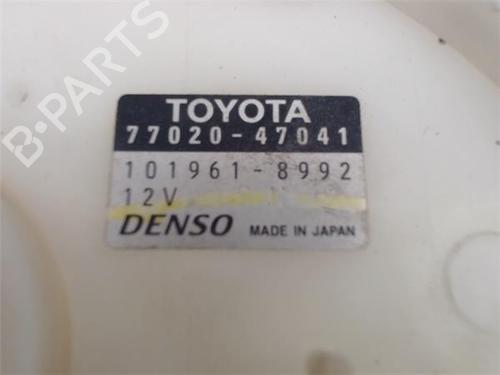 B-Parts
TOYOTA
77020-47041
101961-8992
12V
DENSO MADE IN JAPAN